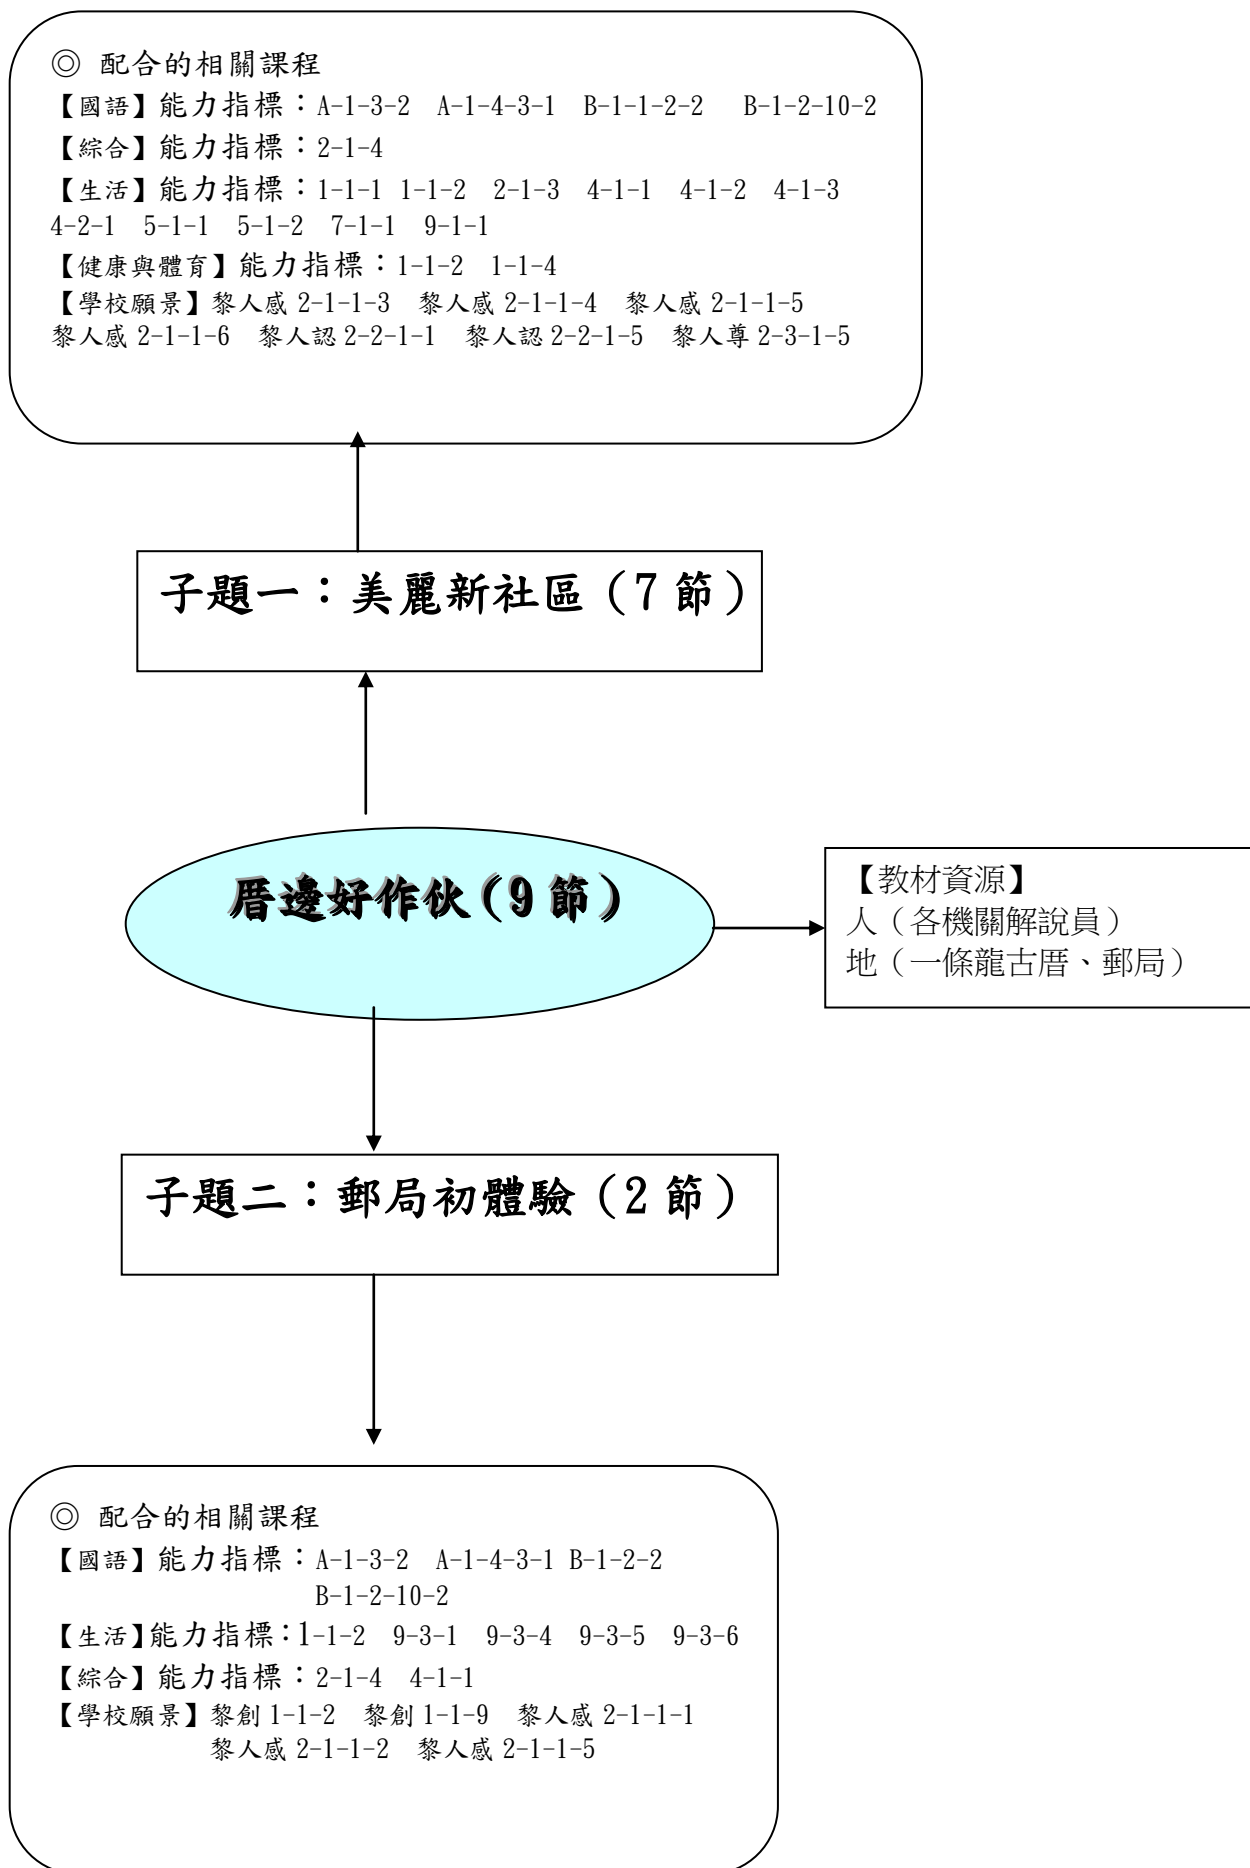 ◎ 配合的相關課程
【國語】能力指標：A-1-3-2 A-1-4-3-1 B-1-1-2-2 B-1-2-10-2
【綜合】能力指標：2-1-4
【生活】能力指標：1-1-1 1-1-2 2-1-3 4-1-1 4-1-2 4-1-3
4-2-1 5-1-1 5-1-2 7-1-1 9-1-1
【健康與體育】能力指標：1-1-2 1-1-4
【學校願景】黎人感 2-1-1-3 黎人感 2-1-1-4 黎人感 2-1-1-5
黎人感 2-1-1-6 黎人認 2-2-1-1 黎人認 2-2-1-5 黎人尊 2-3-1-5
子題一：美麗新社區（7 節）
厝邊好作伙（9 節）
【教材資源】
人（各機關解說員）
地（一條龍古厝、郵局）
子題二：郵局初體驗（2 節）
◎ 配合的相關課程
【國語】能力指標：A-1-3-2 A-1-4-3-1 B-1-2-2
B-1-2-10-2
【生活】能力指標：1-1-2 9-3-1 9-3-4 9-3-5 9-3-6
【綜合】能力指標：2-1-4 4-1-1
【學校願景】黎創 1-1-2 黎創 1-1-9 黎人感 2-1-1-1
黎人感 2-1-1-2 黎人感 2-1-1-5